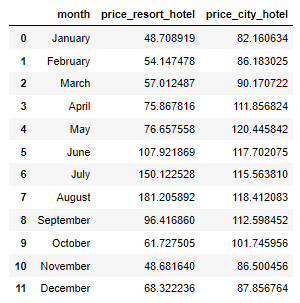 month price_resort_hotel price_city_hotel
0 January 48.708919 82.160634
1 February 54.147478 86.183025
2 March 57.012487 90.170722
3 April 75.867816 111.856824
4 May 76.657558 120.445842
5 June 107.921869 117.702075
6 July 150.122528 115.563810
7 August 181.205892 118.412083
8 September 96.416860 112.598452
9 October 61.727505 101.745956
10 November 48.681640 86.500456
11 December 68.322236 87.856764